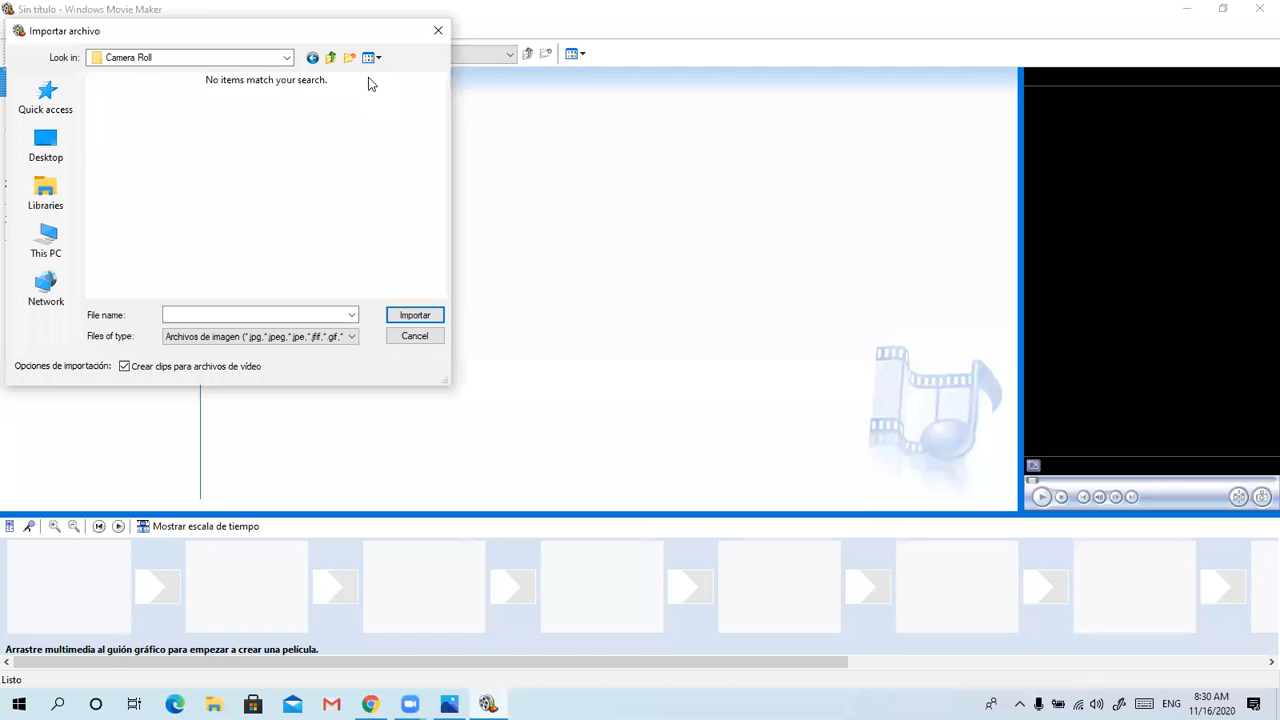 Sin título - Windows Movie Maker
Importar archivo
Look in:
Camera Roll
No items match your search.
Quick access
Desktop
Libraries
This PC
Network
File name:
Importar
Files of type:
Archivos de imagen (*.jpg,*.jpeg,*.jpe,*.jfif,*.gif,*
Cancel
Opciones de importación:
Crear clips para archivos de vídeo
Mostrar escala de tiempo
Arrastre multimedia al guión gráfico para empezar a crear una película.
Listo
ENG
8:30 AM
11/16/2020